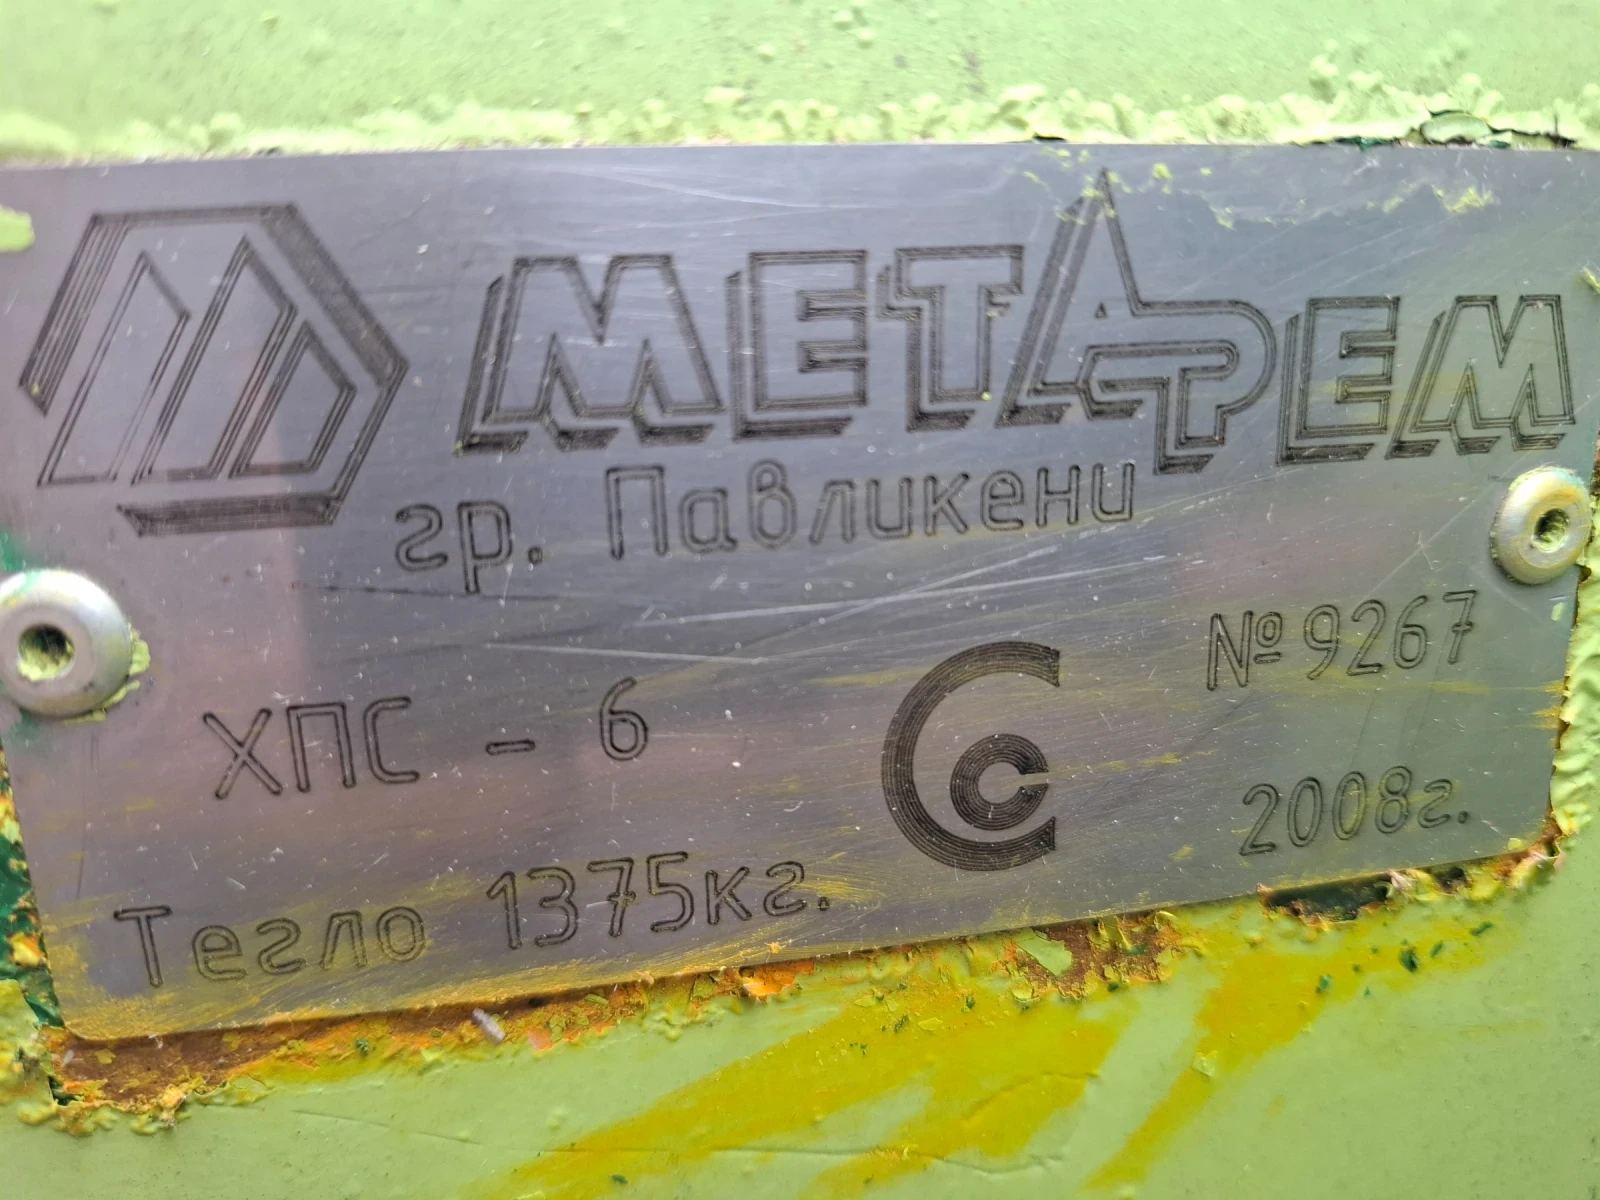 МЕТАРЕМ
гр. Павликени
№ 9267
ХПС - 6
2008г.
Тегло 1375кг.